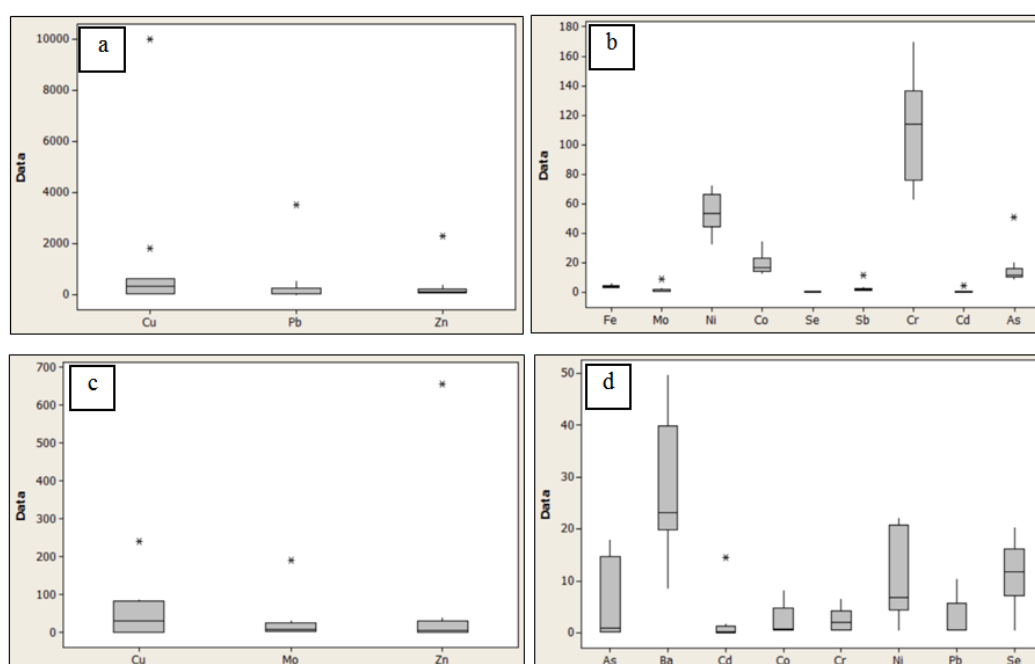 a
Data
10000
8000
6000
4000
2000
0
Cu Pb Zn
b
Data
180
160
140
120
100
80
60
40
20
0
Fe Mo Ni Co Se Sb Cr Cd As
c
Data
700
600
500
400
300
200
100
0
Cu Mo Zn
d
Data
50
40
30
20
10
0
As Ba Cd Co Cr Ni Pb Se